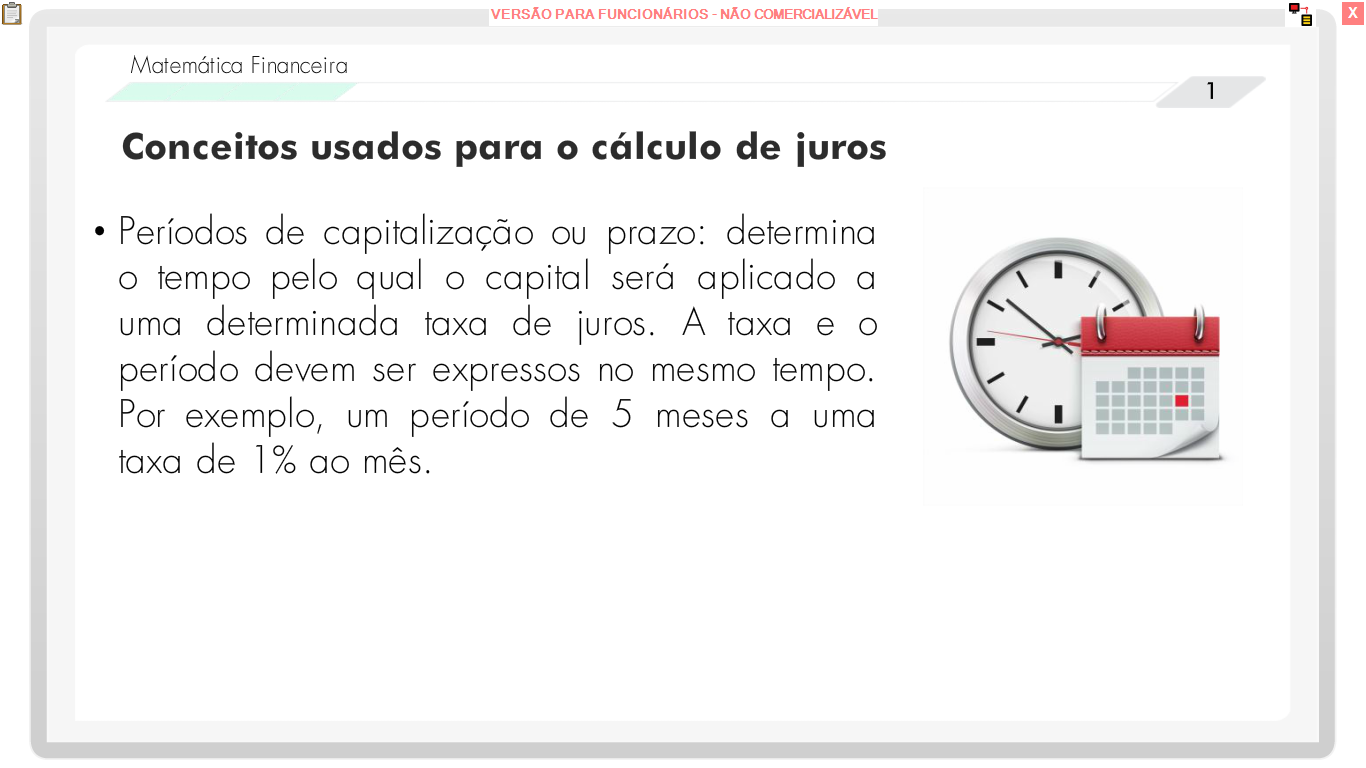 VERSÃO PARA FUNCIONÁRIOS - NÃO COMERCIALIZÁVEL
X
Matemática Financeira
1
Conceitos usados para o cálculo de juros
• Períodos de capitalização ou prazo: determina
o tempo pelo qual o capital será aplicado a
uma determinada taxa de juros. A taxa e o
período devem ser expressos no mesmo tempo.
Por exemplo, um período de 5 meses a uma
taxa de 1% ao mês.